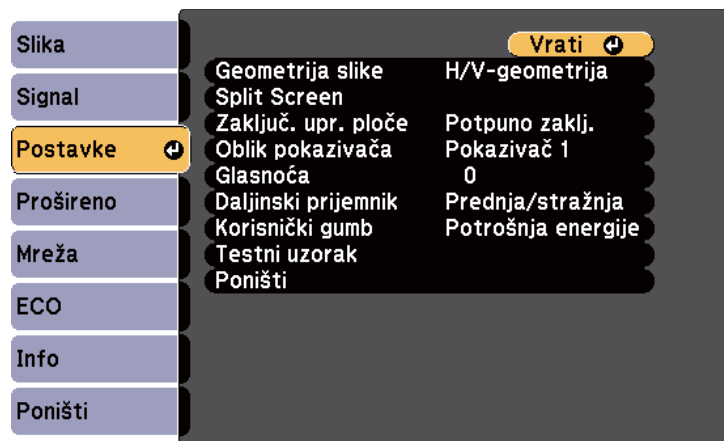 Slika
Signal
Postavke
Prošireno
Mreža
ECO
Info
Poništi
Vrati
Geometrija slike H/V-geometrija
Split Screen
Zaključ. upr. ploče Potpuno zaklj.
Oblik pokazivača Pokazivač 1
Glasnoća 0
Daljinski prijemnik Prednja/stražnja
Korisnički gumb Potrošnja energije
Testni uzorak
Poništi